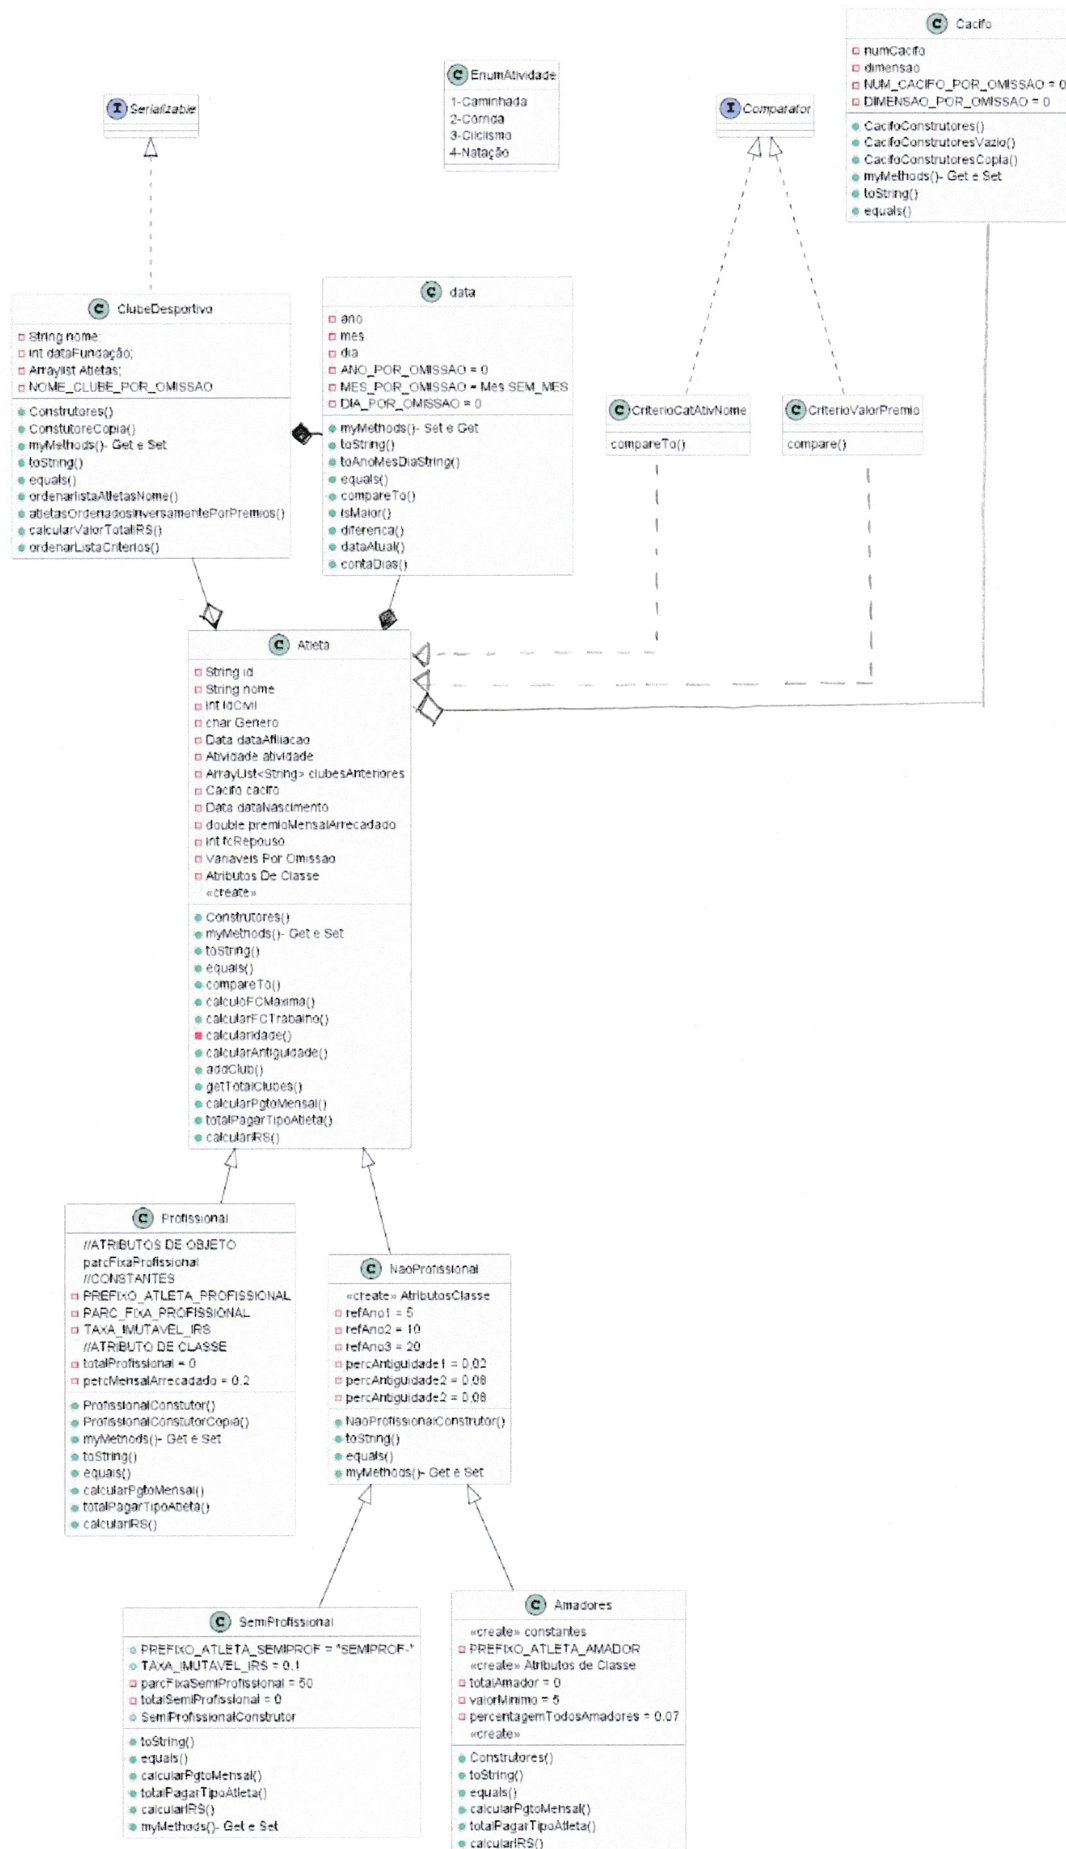 C Cacifo
numCacifo
dimensao
NUM_CACIFO_POR_OMISSAO = 0
DIMENSAO_POR_OMISSAO = 0
CacifoConstrutores()
CacifoConstrutoresVazio()
CacifoConstrutoresCopia()
myMethods()- Get e Set
toString()
equals()
C EnumAtividade
1-Caminhada
2-Corrida
3-Ciclismo
4-Natação
I Serializable
I Comparator
C ClubeDesportivo
String nome;
int dataFundação;
Arraylist Atletas;
NOME_CLUBE_POR_OMISSAO
Construtores()
ConstutoreCopia()
myMethods()- Get e Set
toString()
equals()
ordenarlistaAtletasNome()
atletasOrdenadosInversamentePorPremios()
calcularValorTotalIRS()
ordenarListaCriterios()
C data
ano
mes
dia
ANO_POR_OMISSAO = 0
MES_POR_OMISSAO = Mes SEM_MES
DIA_POR_OMISSAO = 0
myMethods()- Set e Get
toString()
toAnoMesDiaString()
equals()
compareTo()
isMaior()
diferenca()
dataAtual()
contaDias()
C CriterioCatAtivNome
compareTo()
C CriterioValorPremio
compare()
C Atleta
String id
String nome
int idCivil
char Genero
Data dataAfiliacao
Atividade atividade
ArrayList<String> clubesAnteriores
Cacifo cacifo
Data dataNascimento
double premioMensalArrecadado
int fcRepouso
Variaveis Por Omissao
Atributos De Classe
«create»
Construtores()
myMethods()- Get e Set
toString()
equals()
compareTo()
calculoFCMaxima()
calcularFCTrabalho()
calcularIdade()
calcularAntiguidade()
addClub()
getTotalClubes()
calcularPgtoMensal()
totalPagarTipoAtleta()
calcularIRS()
C Profissional
//ATRIBUTOS DE OBJETO
parcFixaProfissional
//CONSTANTES
PREFIXO_ATLETA_PROFISSIONAL
PARC_FIXA_PROFISSIONAL
TAXA_IMUTAVEL_IRS
//ATRIBUTO DE CLASSE
totalProfissional = 0
percMensalArrecadado = 0.2
ProfissionalConstutor()
ProfissionalConstutorCopia()
myMethods()- Get e Set
toString()
equals()
calcularPgtoMensal()
totalPagarTipoAtleta()
calcularIRS()
C NaoProfissional
«create» AtributosClasse
refAno1 = 5
refAno2 = 10
refAno3 = 20
percAntiguidade1 = 0.02
percAntiguidade2 = 0.08
percAntiguidade2 = 0.08
NaoProfissionalConstrutor()
toString()
equals()
myMethods()- Get e Set
C SemiProfissional
PREFIXO_ATLETA_SEMIPROF = "SEMIPROF-"
TAXA_IMUTAVEL_IRS = 0.1
parcFixaSemiProfissional = 50
totalSemiProfissional = 0
SemiProfissionalConstrutor
toString()
equals()
calcularPgtoMensal()
totalPagarTipoAtleta()
calcularIRS()
myMethods()- Get e Set
C Amadores
«create» constantes
PREFIXO_ATLETA_AMADOR
«create» Atributos de Classe
totalAmador = 0
valorMinimo = 5
percentagemTodosAmadores = 0.07
«create»
Construtores()
toString()
equals()
calcularPgtoMensal()
totalPagarTipoAtleta()
calcularIRS()